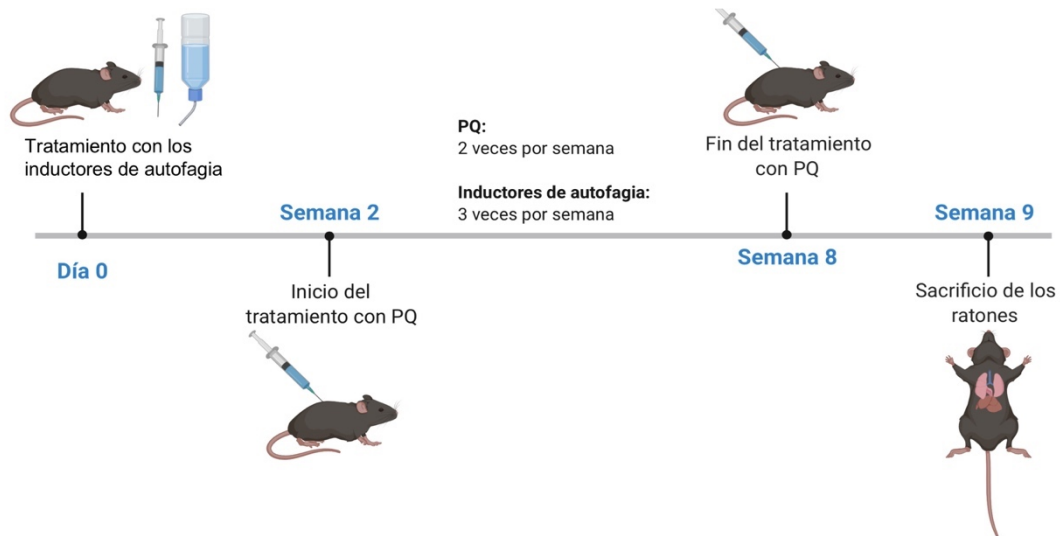 Tratamiento con los
inductores de autofagia
PQ:
2 veces por semana
Inductores de autofagia:
3 veces por semana
Fin del tratamiento
con PQ
Semana 2
Semana 9
Día 0
Semana 8
Inicio del
tratamiento con PQ
Sacrificio de los
ratones